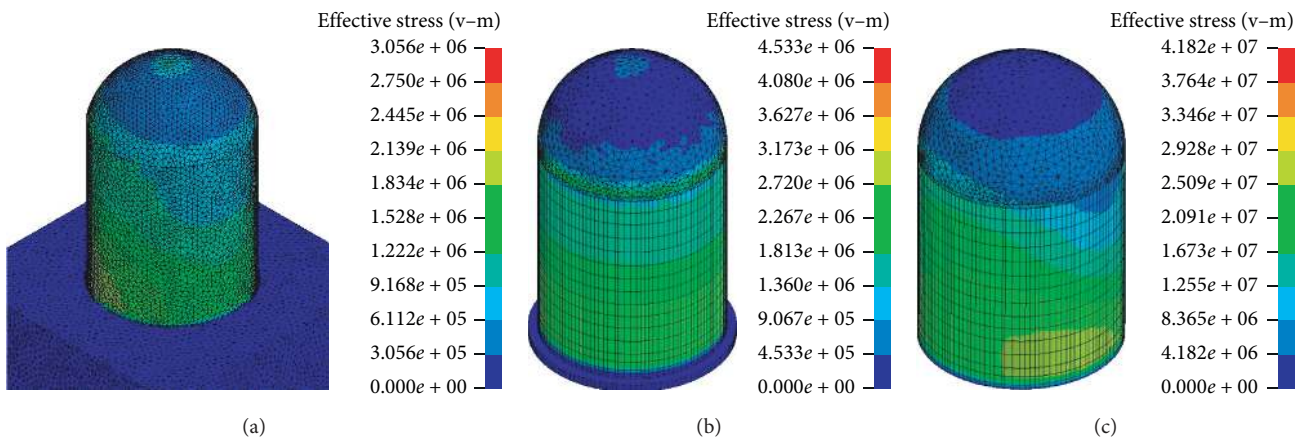 Effective stress (v–m)
3.056e + 06
2.750e + 06
2.445e + 06
2.139e + 06
1.834e + 06
1.528e + 06
1.222e + 06
9.168e + 05
6.112e + 05
3.056e + 05
0.000e + 00
(a)
Effective stress (v–m)
4.533e + 06
4.080e + 06
3.627e + 06
3.173e + 06
2.720e + 06
2.267e + 06
1.813e + 06
1.360e + 06
9.067e + 05
4.533e + 05
0.000e + 00
(b)
Effective stress (v–m)
4.182e + 07
3.764e + 07
3.346e + 07
2.928e + 07
2.509e + 07
2.091e + 07
1.673e + 07
1.255e + 07
8.365e + 06
4.182e + 06
0.000e + 00
(c)